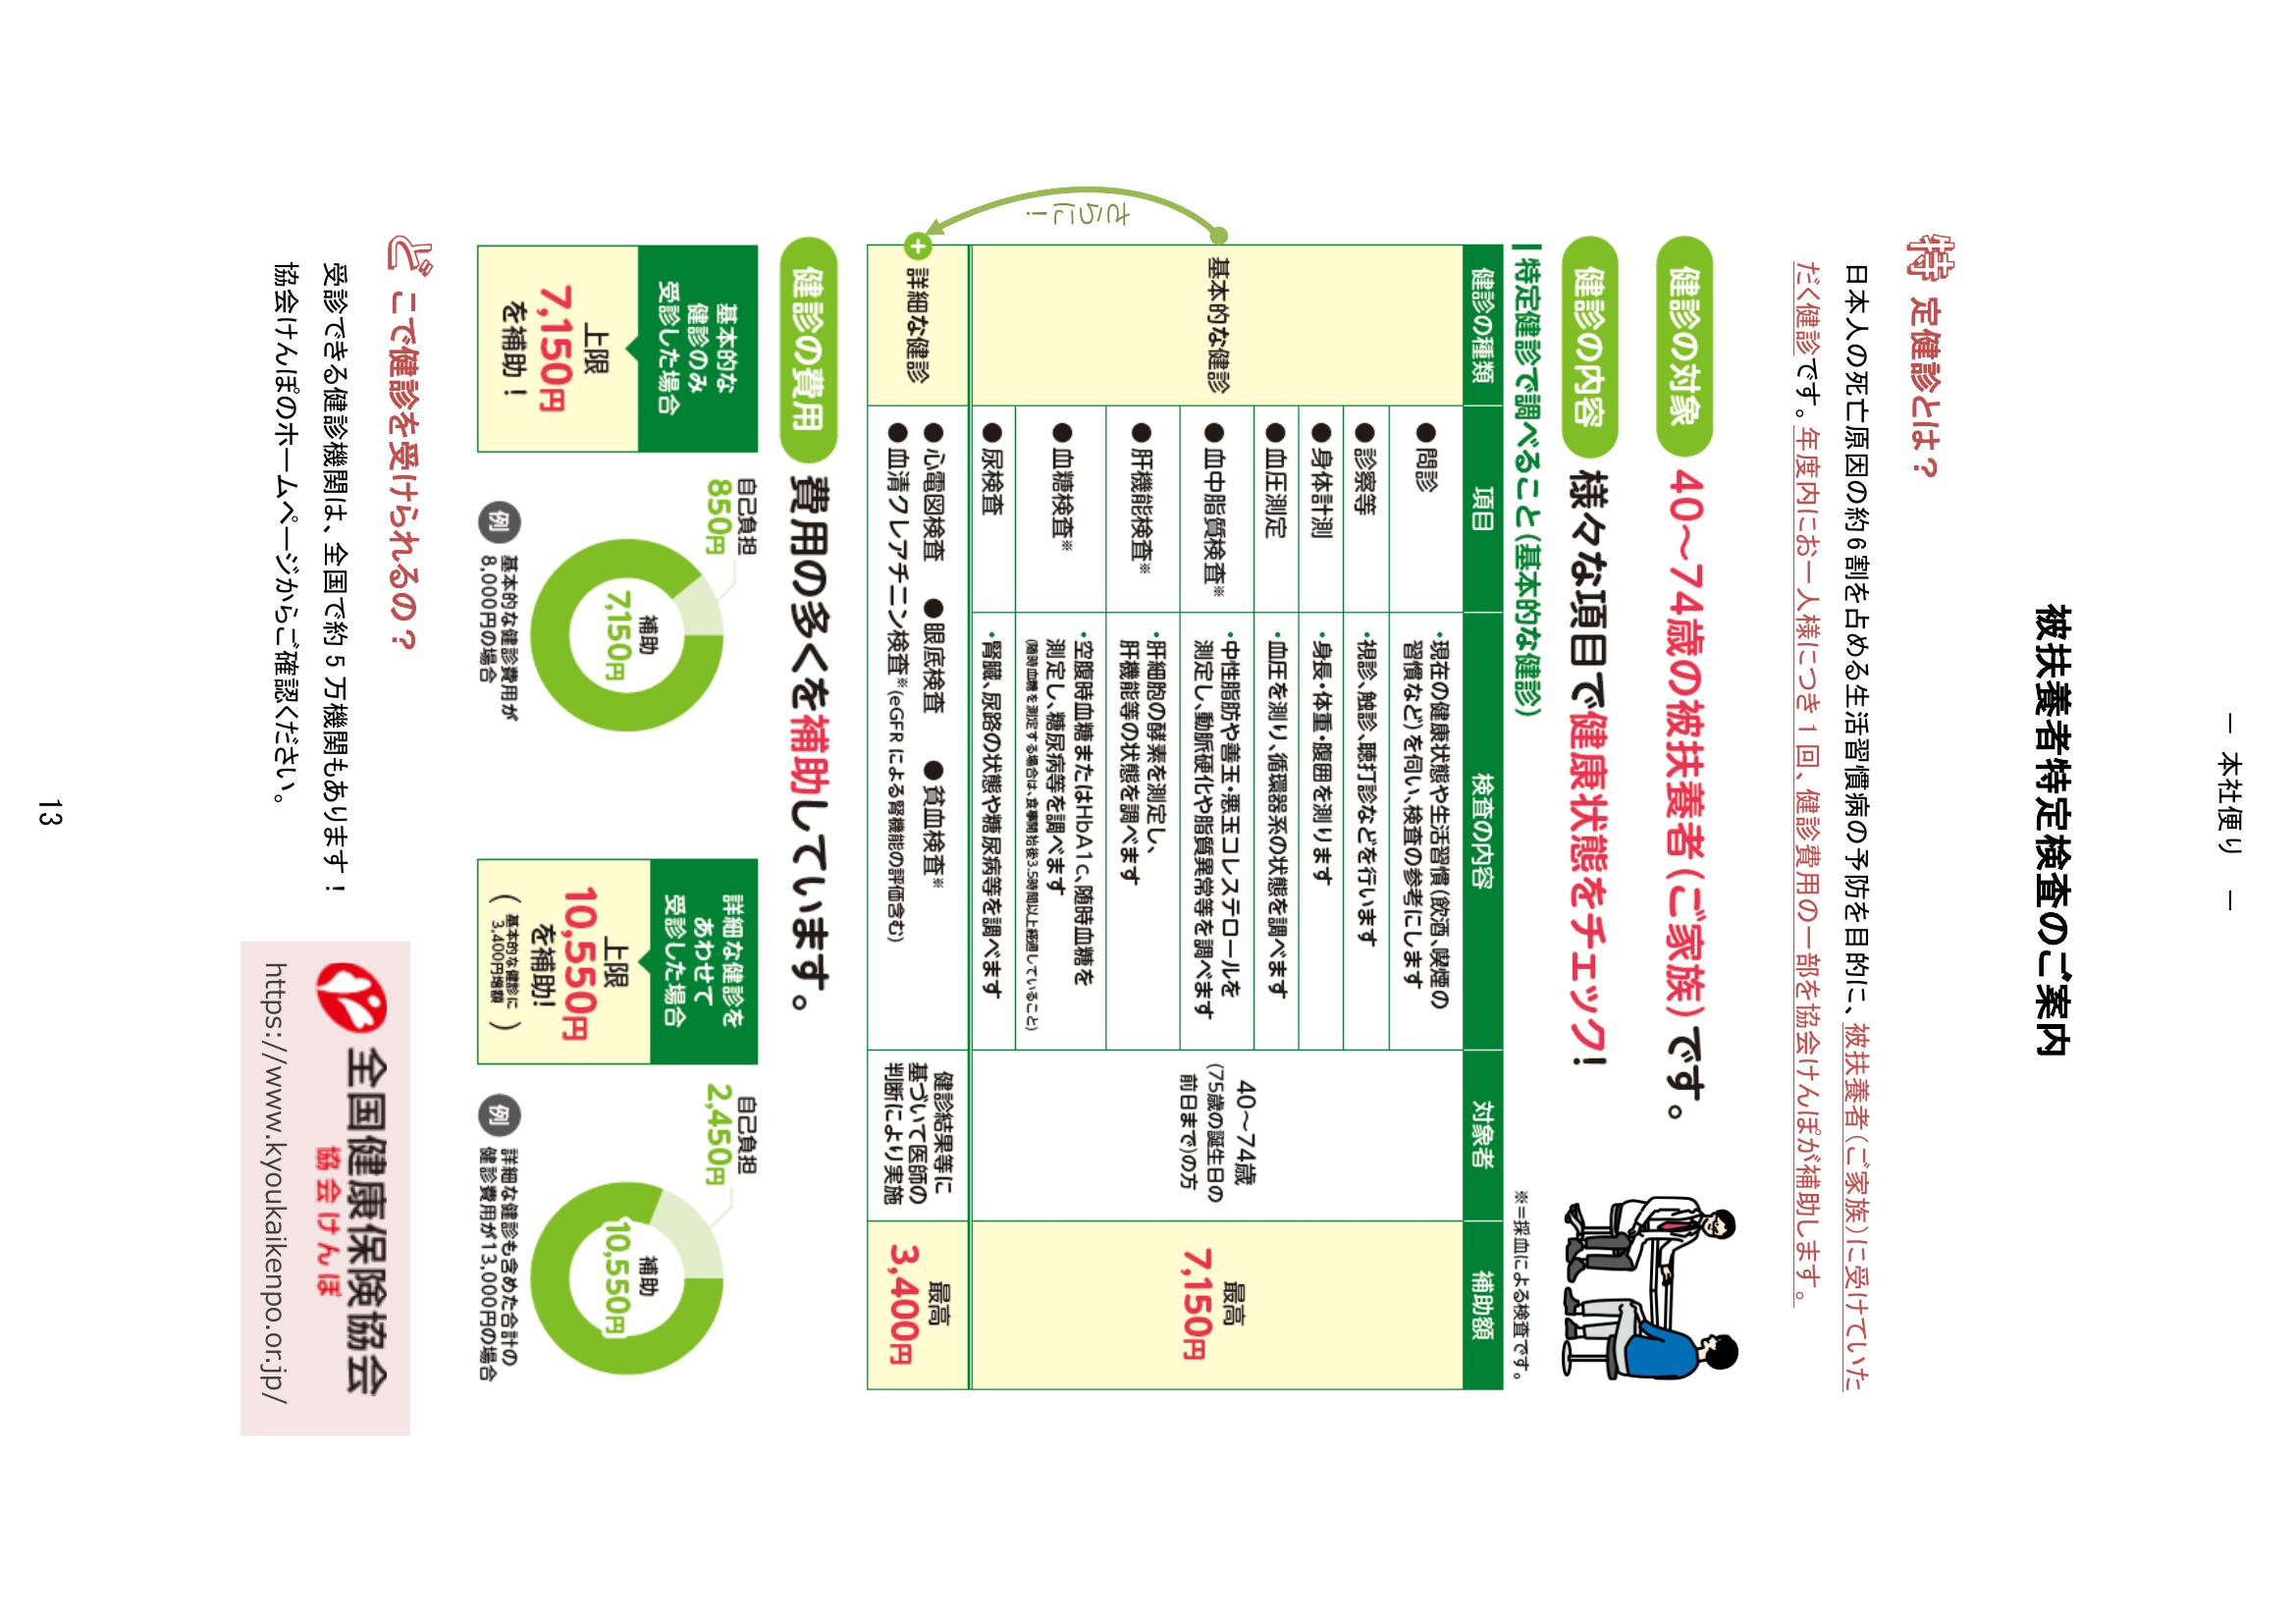 ― 本社便り ―
被扶養者特定検査のご案内
特定健診とは？
日本人の死亡原因の約6割を占める生活習慣病の予防を目的に、被扶養者（ご家族）に受けていた
だく健診です。年度内にお一人様につき1回、健診費用の一部を協会けんぽが補助します。
健診の対象 40～74歳の被扶養者（ご家族）です。
健診の内容 様々な項目で健康状態をチェック！
特定健診で調べること（基本的な健診）
※＝採血による検査です。
健診の種類 項目 検査の内容 対象者 補助額
基本的な健診
●問診
・現在の健康状態や生活習慣（飲酒、喫煙の
習慣など）を伺い、検査の参考にします
●診察等
・視診、触診、聴打診などを行います
●身体計測
・身長・体重・腹囲を測ります
●血圧測定
・血圧を測り、循環器系の状態を調べます
●血中脂質検査※
・中性脂肪や善玉・悪玉コレステロールを
測定し、動脈硬化や脂質異常等を調べます
●肝機能検査※
・肝細胞の酵素を測定し、
肝機能等の状態を調べます
●血糖検査※
・空腹時血糖またはHbA1c、随時血糖を
測定し、糖尿病等を調べます
（随時血糖を測定する場合は、食事開始後3.5時間以上経過していること）
●尿検査
・腎臓、尿路の状態や糖尿病等を調べます
40～74歳
（75歳の誕生日の
前日まで）の方
最高
7,150円
さらに！
+
詳細な健診
●心電図検査 ●眼底検査 ●貧血検査※
●血清クレアチニン検査※（eGFRによる腎機能の評価含む）
健診結果等に
基づいて医師の
判断により実施
最高
3,400円
健診の費用 費用の多くを補助しています。
基本的な
健診のみ
受診した場合
上限
7,150円
を補助！
自己負担
850円
補助
7,150円
例
基本的な健診費用が
8,000円の場合
詳細な健診を
あわせて
受診した場合
上限
10,550円
を補助！
（基本的な健診に
3,400円増額）
自己負担
2,450円
補助
10,550円
例
詳細な健診も含めた合計の
健診費用が13,000円の場合
どこで健診を受けられるの？
受診できる健診機関は、全国で約5万機関もあります！
協会けんぽのホームページからご確認ください。
全国健康保険協会
協会けんぽ
https://www.kyoukaikenpo.or.jp/
13